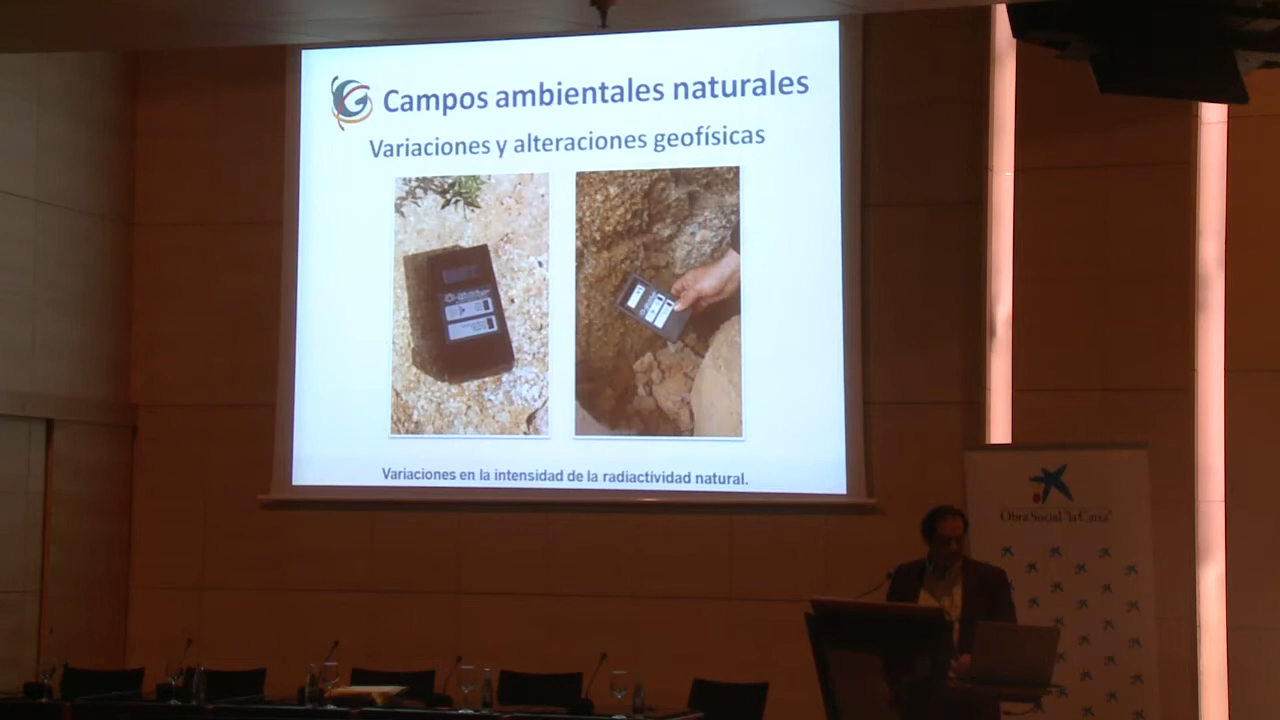 Campos ambientales naturales
Variaciones y alteraciones geofísicas
Variaciones en la intensidad de la radiactividad natural.
Obra Social "la Caixa"